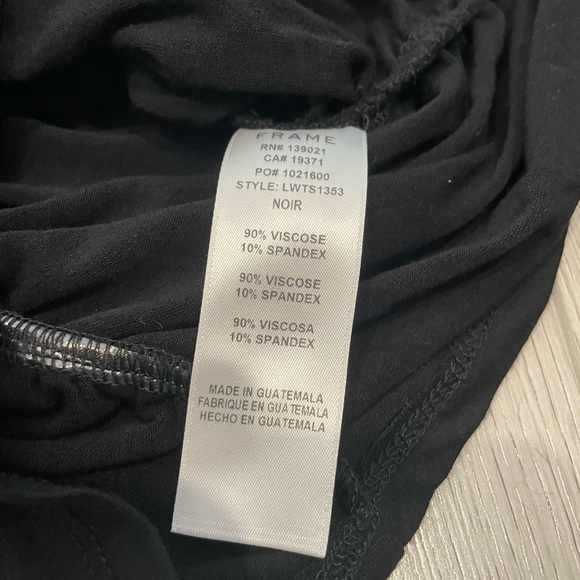 FRAME
RN# 139021
CA# 19371
PO# 1021600
STYLE: LWTS1353
NOIR
90% VISCOSE
10% SPANDEX
90% VISCOSE
10% SPANDEX
90% VISCOSA
10% SPANDEX
MADE IN GUATEMALA
FABRIQUE EN GUATEMALA
HECHO EN GUATEMALA